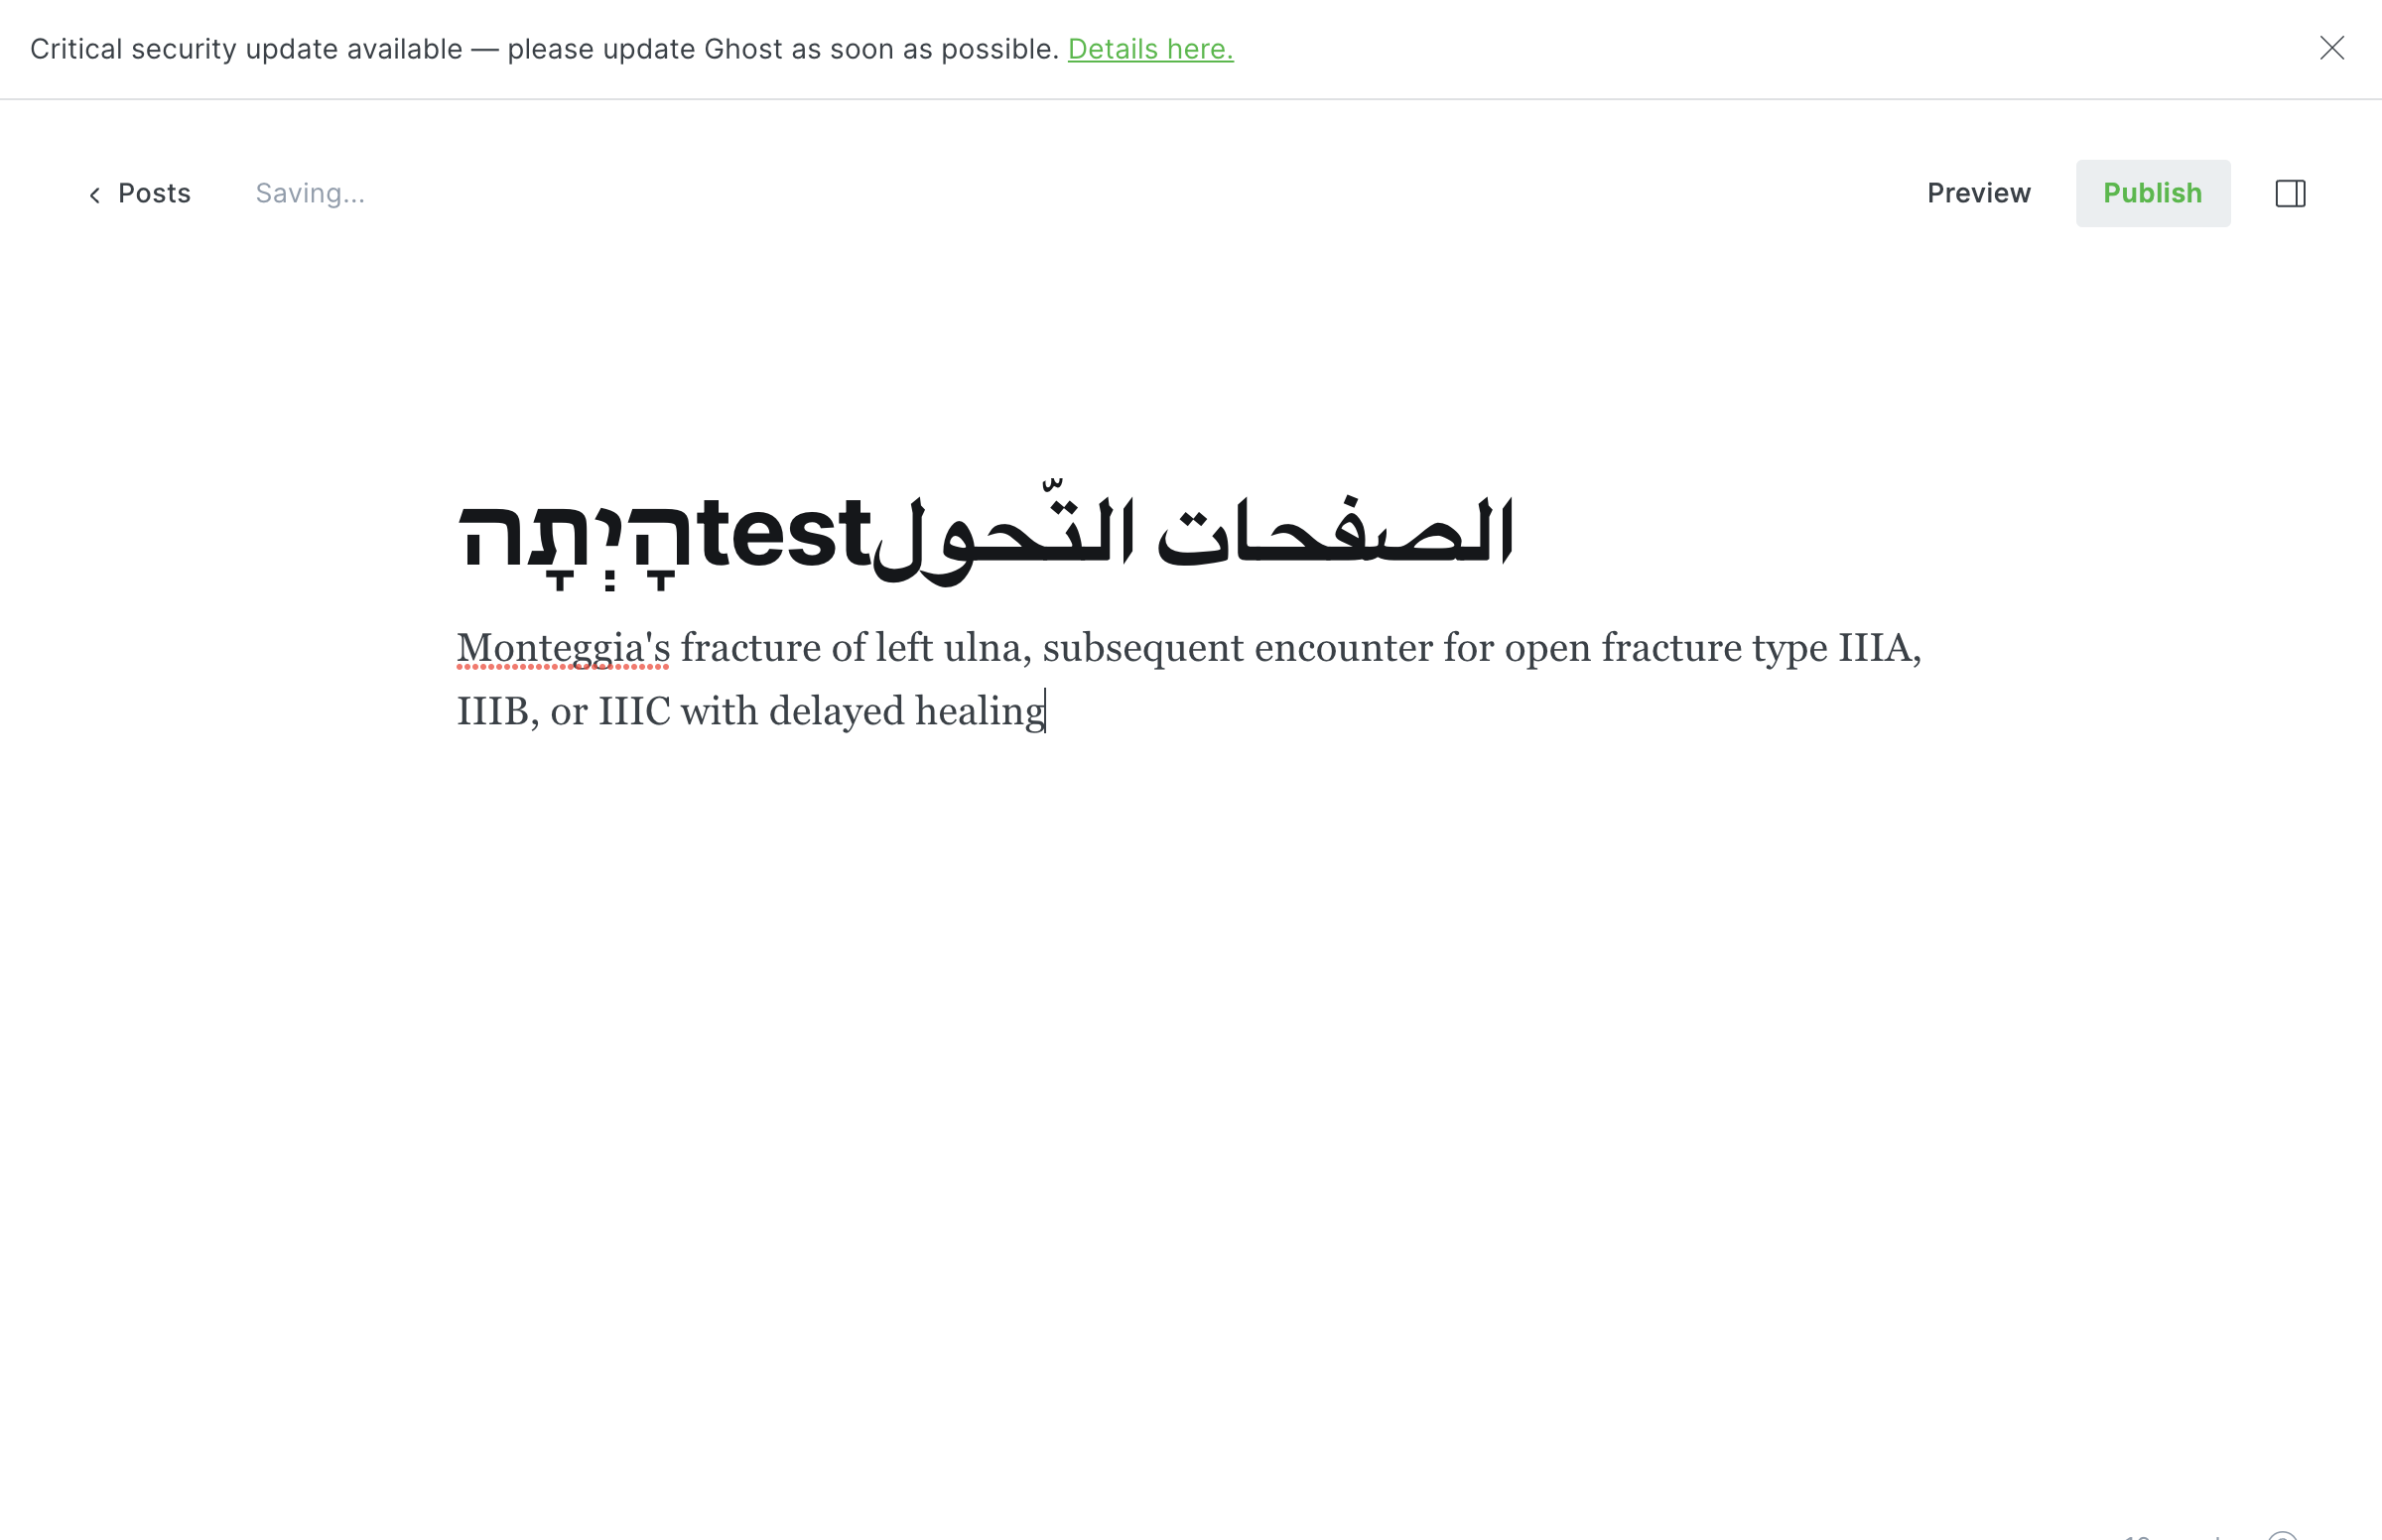 Critical security update available — please update Ghost as soon as possible. Details here.
Posts
Saving...
Preview
Publish
הָיְתָהtestالصفحات التّحول
Monteggia's fracture of left ulna, subsequent encounter for open fracture type IIIA,
IIIB, or IIIC with delayed healing